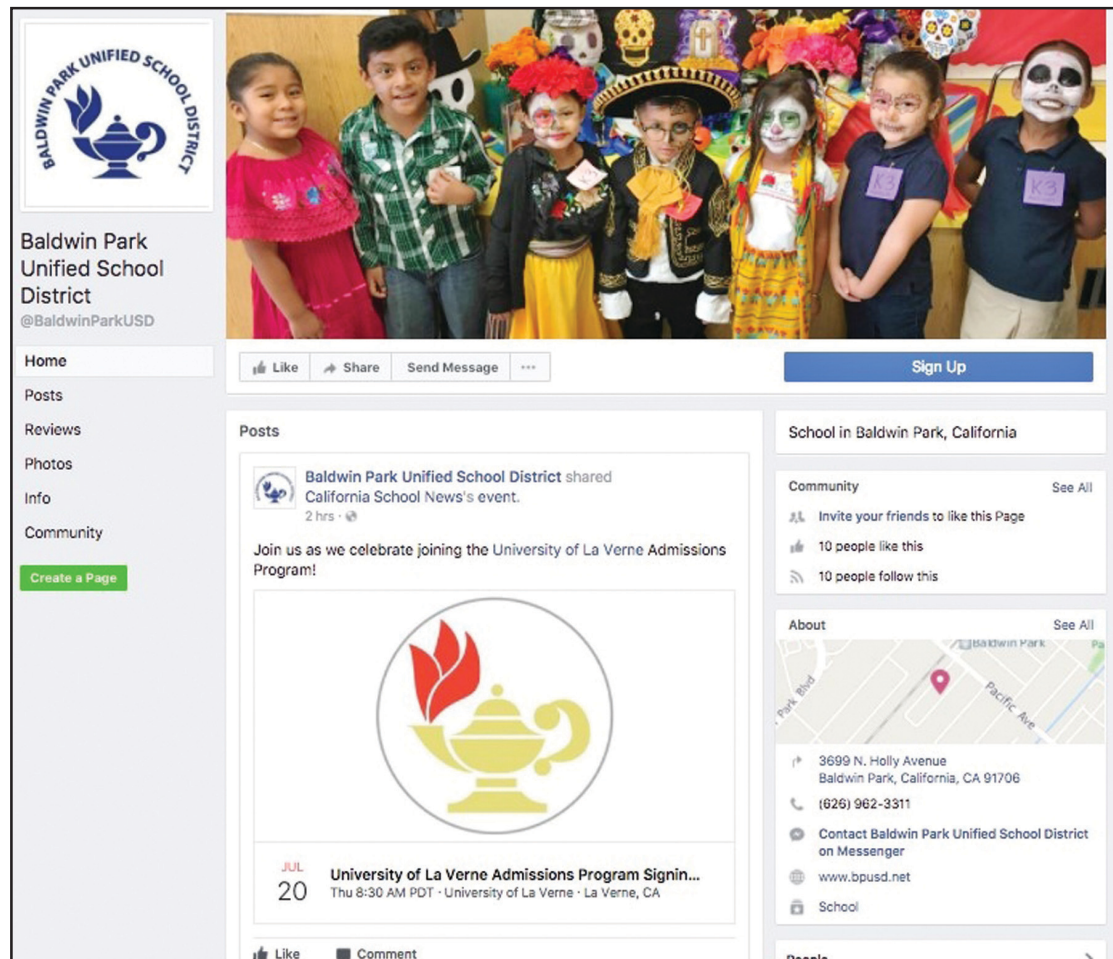 BALDWIN PARK UNIFIED SCHOOL DISTRICT
Baldwin Park
Unified School
District
@BaldwinParkUSD
Home
Posts
Reviews
Photos
Info
Community
Create a Page
K3
K3
Like
Share
Send Message
...
Sign Up
Posts
Baldwin Park Unified School District shared
California School News's event.
2 hrs ·
Join us as we celebrate joining the University of La Verne Admissions
Program!
JUL
20
University of La Verne Admissions Program Signin...
Thu 8:30 AM PDT · University of La Verne · La Verne, CA
Like
Comment
School in Baldwin Park, California
Community
See All
Invite your friends to like this Page
10 people like this
10 people follow this
About
See All
Baldwin Park
Pa
Park Blvd
Pacific Ave
3699 N. Holly Avenue
Baldwin Park, California, CA 91706
(626) 962-3311
Contact Baldwin Park Unified School District
on Messenger
www.bpusd.net
School
People